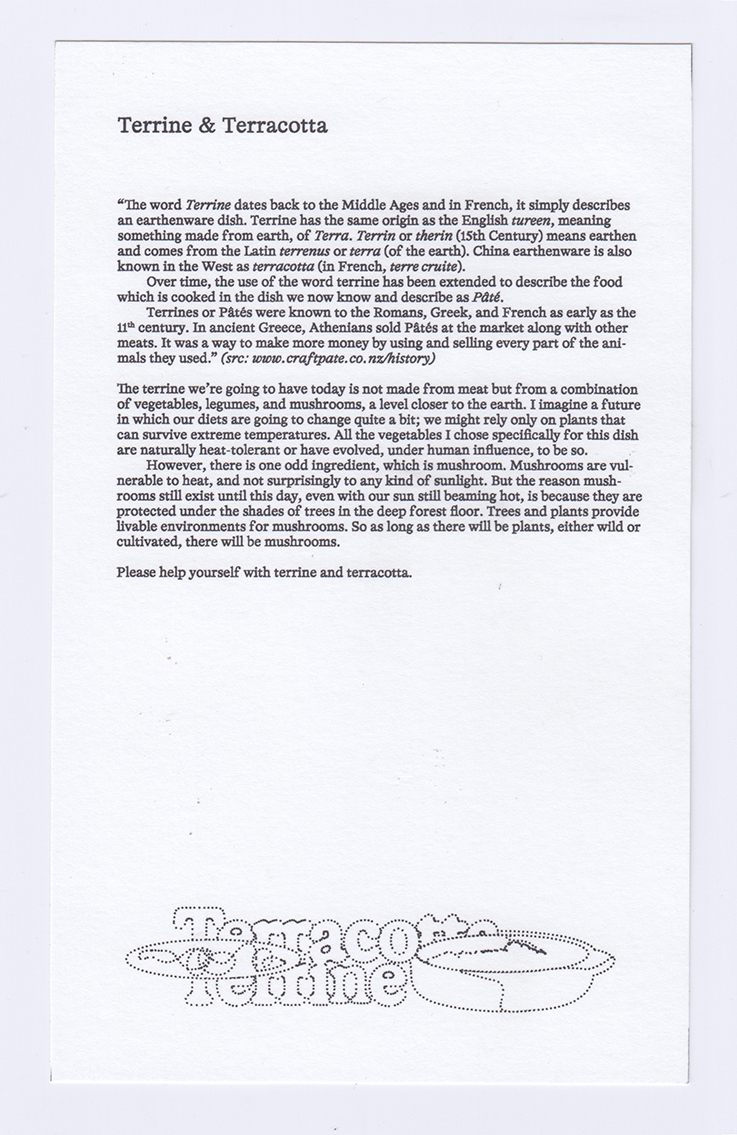 Terrine & Terracotta
“The word Terrine dates back to the Middle Ages and in French, it simply describes
an earthenware dish. Terrine has the same origin as the English tureen, meaning
something made from earth, of Terra. Terrin or therin (15th Century) means earthen
and comes from the Latin terrenus or terra (of the earth). China earthenware is also
known in the West as terracotta (in French, terre cruite).
Over time, the use of the word terrine has been extended to describe the food
which is cooked in the dish we now know and describe as Pâté.
Terrines or Pâtés were known to the Romans, Greek, and French as early as the
11th century. In ancient Greece, Athenians sold Pâtés at the market along with other
meats. It was a way to make more money by using and selling every part of the ani-
mals they used.” (src: www.craftpate.co.nz/history)
The terrine we’re going to have today is not made from meat but from a combination
of vegetables, legumes, and mushrooms, a level closer to the earth. I imagine a future
in which our diets are going to change quite a bit; we might rely only on plants that
can survive extreme temperatures. All the vegetables I chose specifically for this dish
are naturally heat-tolerant or have evolved, under human influence, to be so.
However, there is one odd ingredient, which is mushroom. Mushrooms are vul-
nerable to heat, and not surprisingly to any kind of sunlight. But the reason mush-
rooms still exist until this day, even with our sun still beaming hot, is because they are
protected under the shades of trees in the deep forest floor. Trees and plants provide
livable environments for mushrooms. So as long as there will be plants, either wild or
cultivated, there will be mushrooms.
Please help yourself with terrine and terracotta.
Terracotta
Terrine